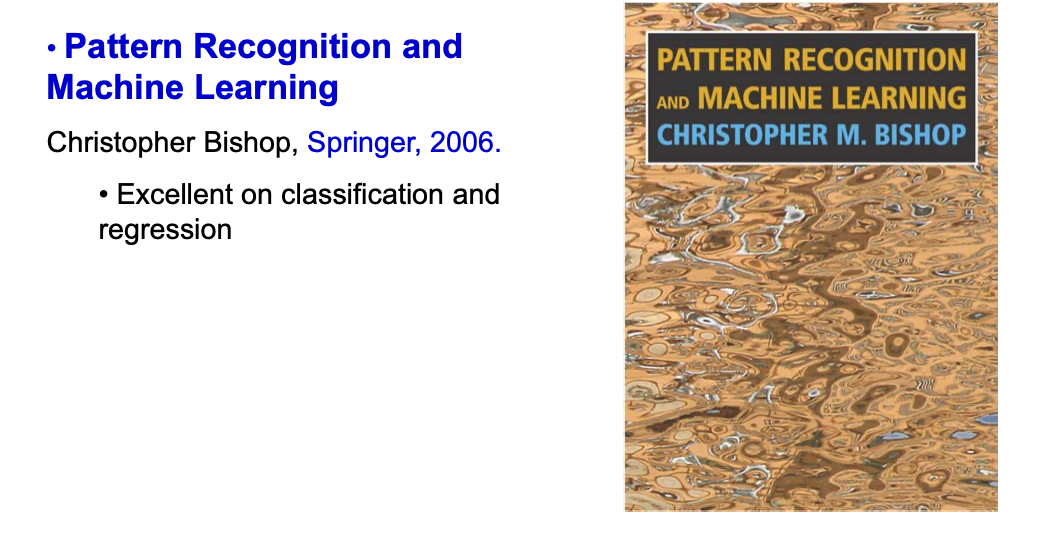 • Pattern Recognition and
Machine Learning
Christopher Bishop, Springer, 2006.
• Excellent on classification and
regression
PATTERN RECOGNITION
AND MACHINE LEARNING
CHRISTOPHER M. BISHOP